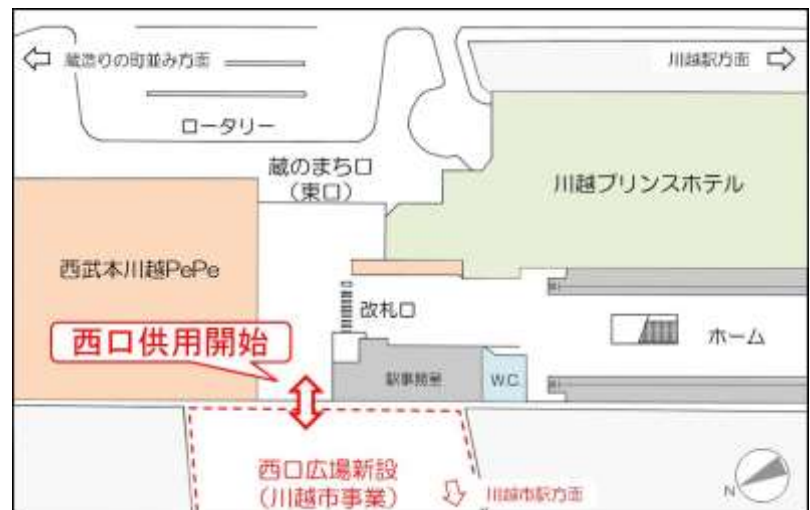 蔵造りの町並み方面
川越駅方面
ロータリー
蔵のまち口
（東口）
川越プリンスホテル
西武本川越PePe
改札口
西口供用開始
ホーム
駅事務室
W.C.
西口広場新設
（川越市事業）
川越市駅方面
N